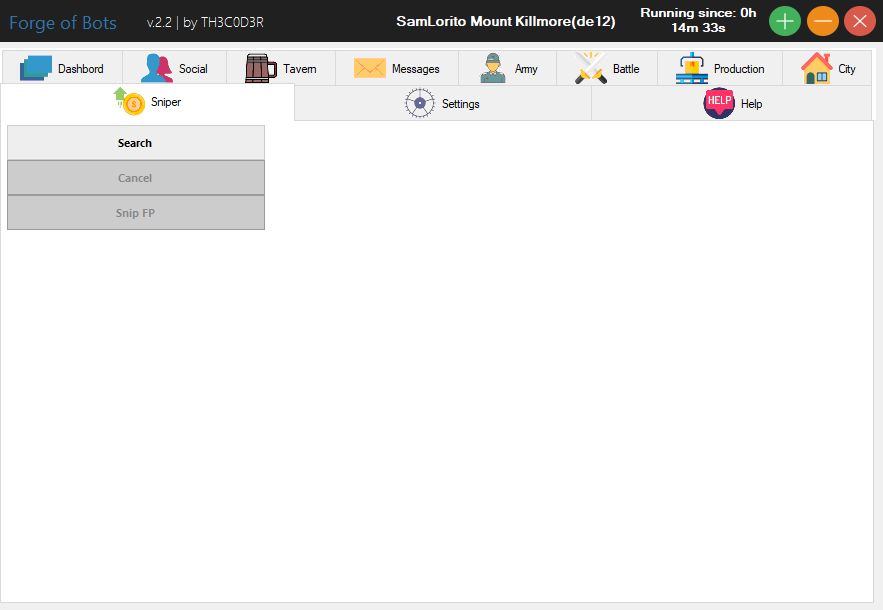 Forge of Bots
v.2.2 | by TH3C0D3R
SamLorito Mount Killmore(de12)
Running since: 0h
14m 33s
Dashbord
Social
Tavern
Messages
Army
Battle
Production
City
Sniper
Settings
HELP
Help
Search
Cancel
Snip FP